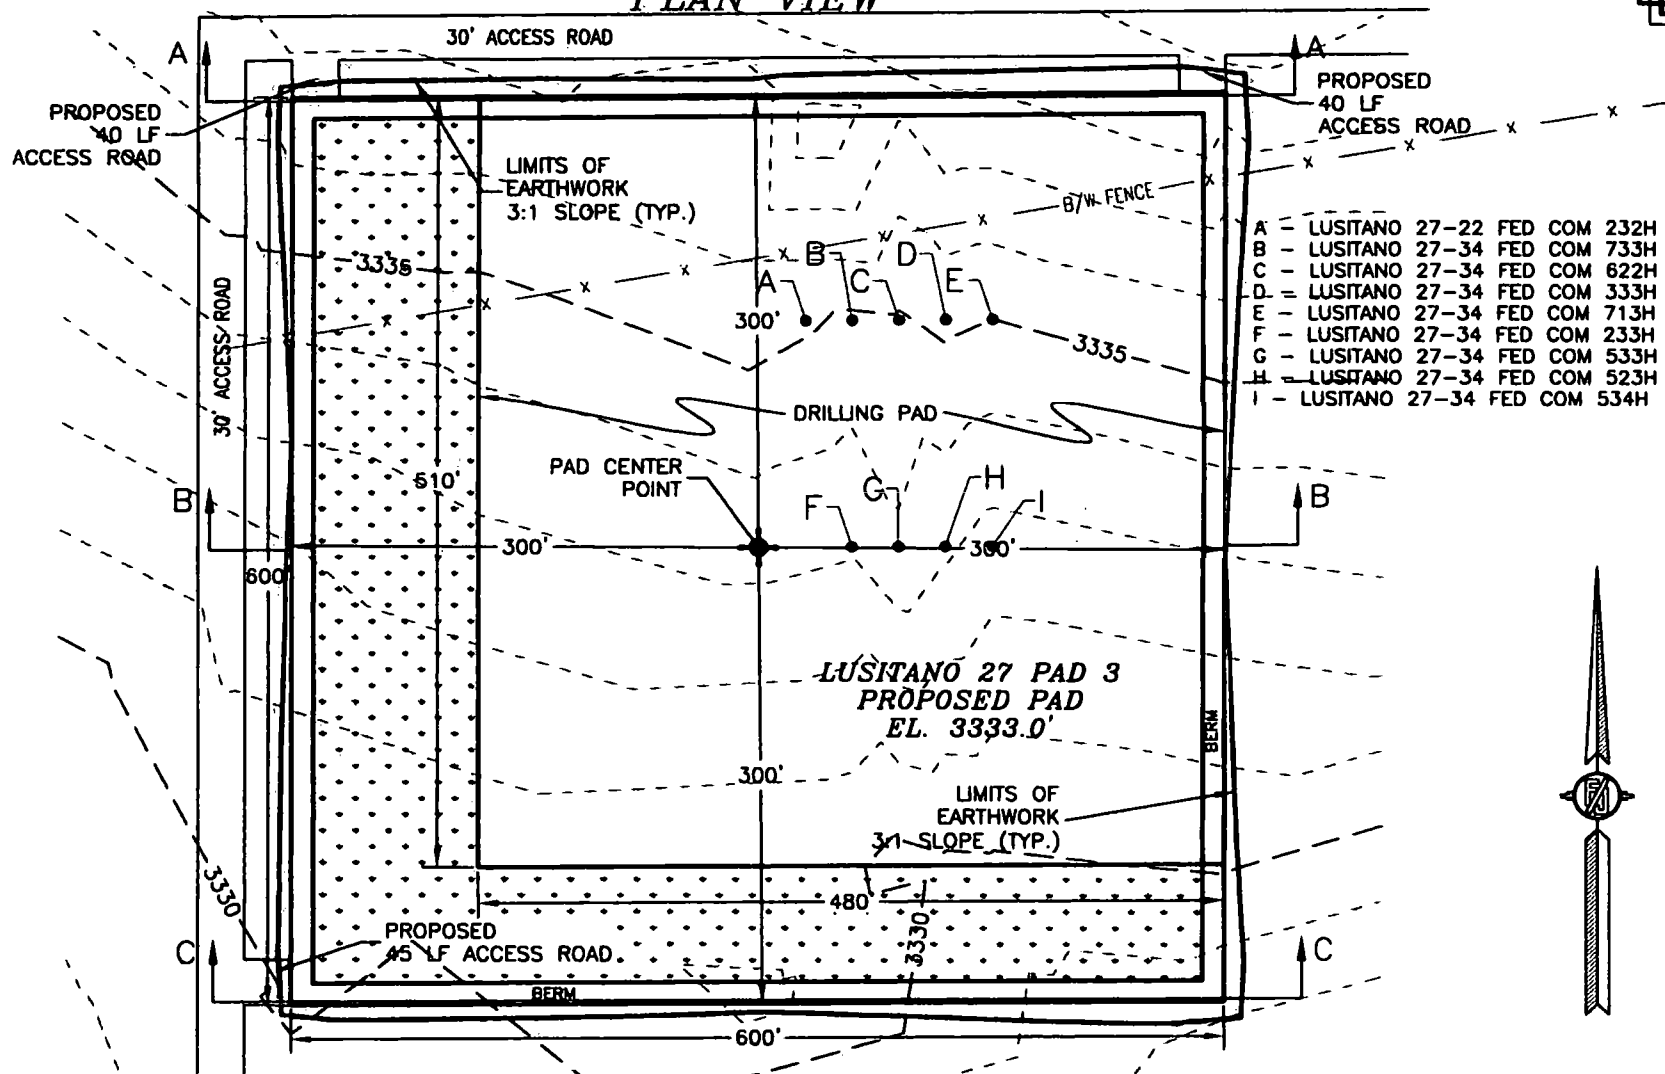 PLAN VIEW
30' ACCESS ROAD
A
A
PROPOSED
40 LF
ACCESS ROAD
PROPOSED
40 LF
ACCESS ROAD
LIMITS OF
EARTHWORK
3:1 SLOPE (TYP.)
B/W FENCE
A - LUSITANO 27-22 FED COM 232H
B - LUSITANO 27-34 FED COM 733H
C - LUSITANO 27-34 FED COM 622H
D - LUSITANO 27-34 FED COM 333H
E - LUSITANO 27-34 FED COM 713H
F - LUSITANO 27-34 FED COM 233H
G - LUSITANO 27-34 FED COM 533H
H - LUSITANO 27-34 FED COM 523H
I - LUSITANO 27-34 FED COM 534H
3335
A
B
C
D
E
300'
3335
30' ACCESS ROAD
DRILLING PAD
PAD CENTER
POINT
510'
B
B
F
G
H
I
300'
300'
600'
LUSITANO 27 PAD 3
PROPOSED PAD
EL. 3333.0'
BERM
300'
LIMITS OF
EARTHWORK
3:1 SLOPE (TYP.)
3330
480'
3330
PROPOSED
45 LF ACCESS ROAD
C
C
BERM
600'